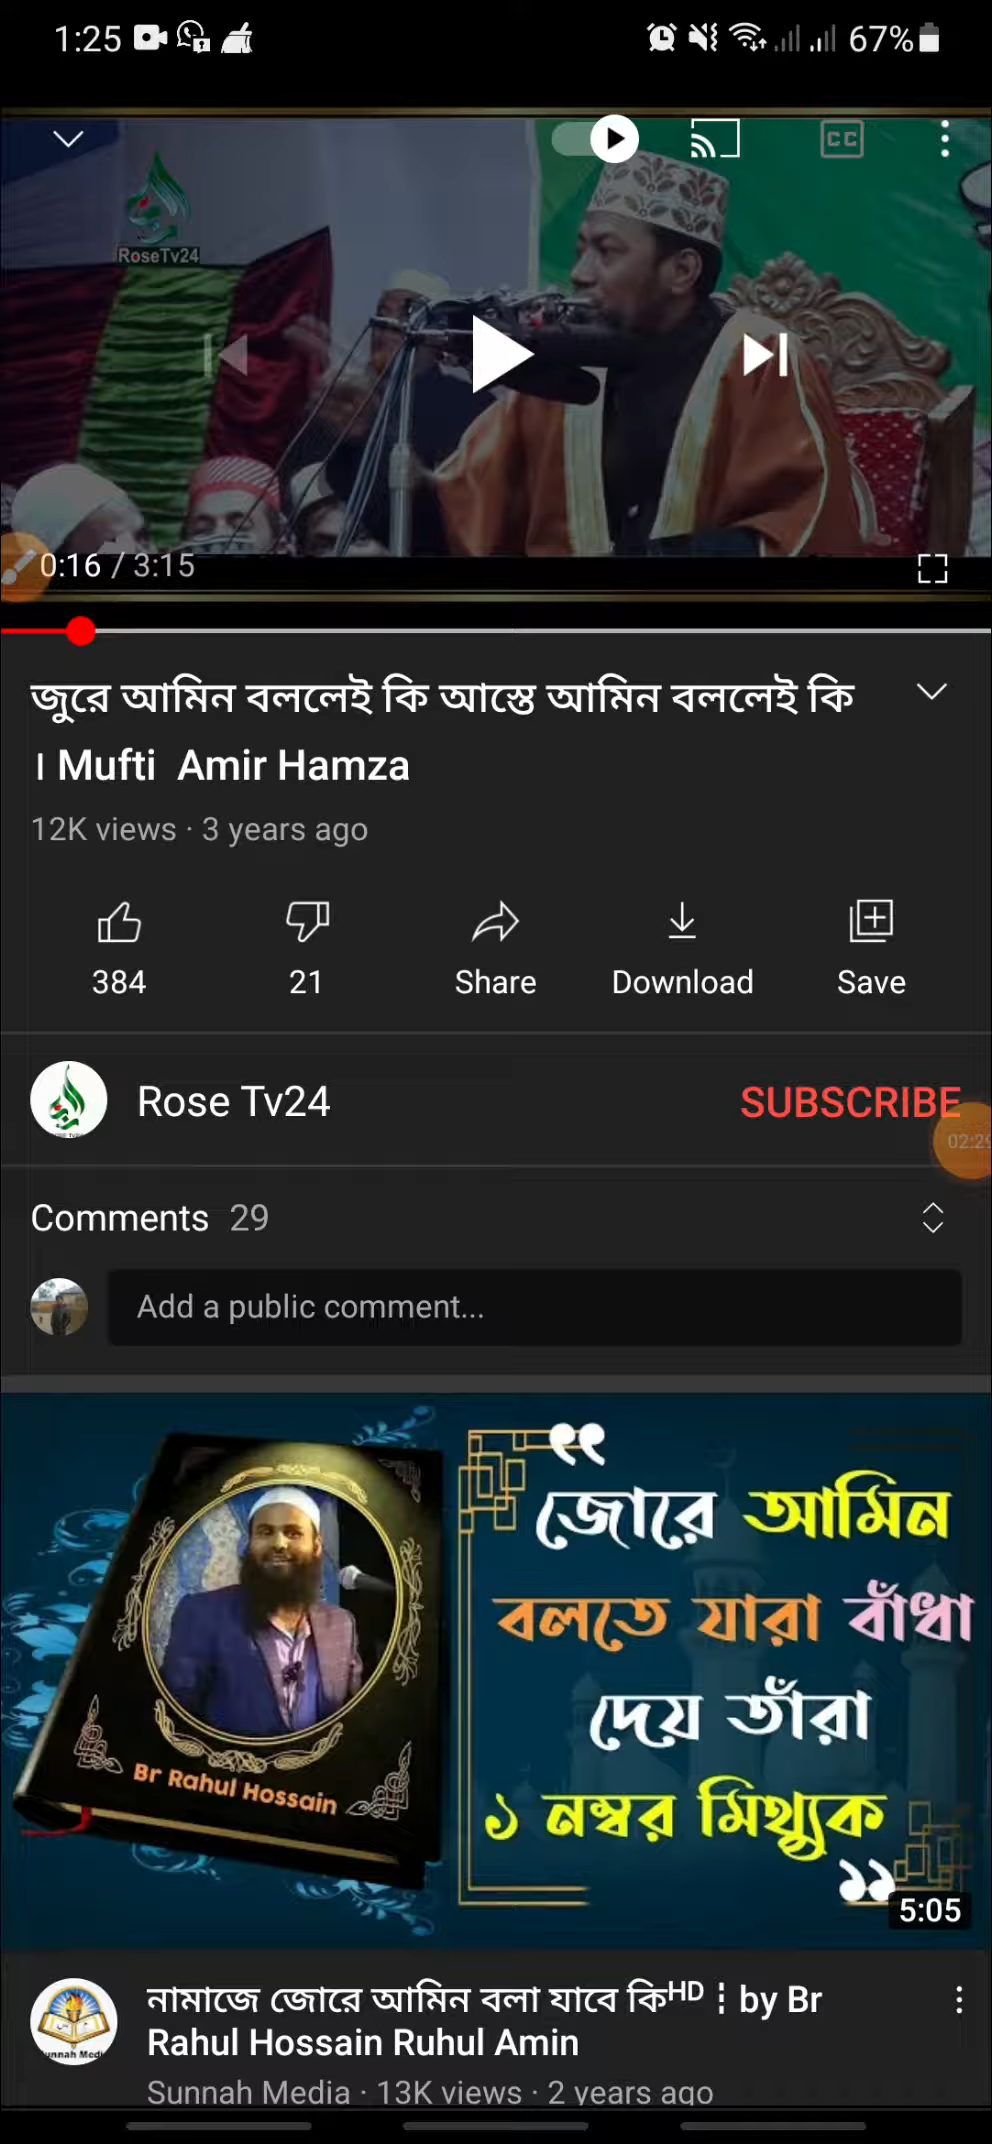 1:25
67%
CC
RoseTv24
0:16 / 3:15
জুরে আমিন বললেই কি আস্তে আমিন বললেই কি
। Mufti Amir Hamza
12K views · 3 years ago
384
21
Share
Download
Save
Rose Tv24
SUBSCRIBE
02:29
Comments 29
Add a public comment...
“
জোরে আমিন
বলতে যারা বাঁধা
দেয় তাঁরা
১ নম্বর মিথ্যুক
”
Br Rahul Hossain
5:05
নামাজে জোরে আমিন বলা যাবে কিᴴᴰ ┇ by Br
Rahul Hossain Ruhul Amin
Sunnah Media · 13K views · 2 years ago